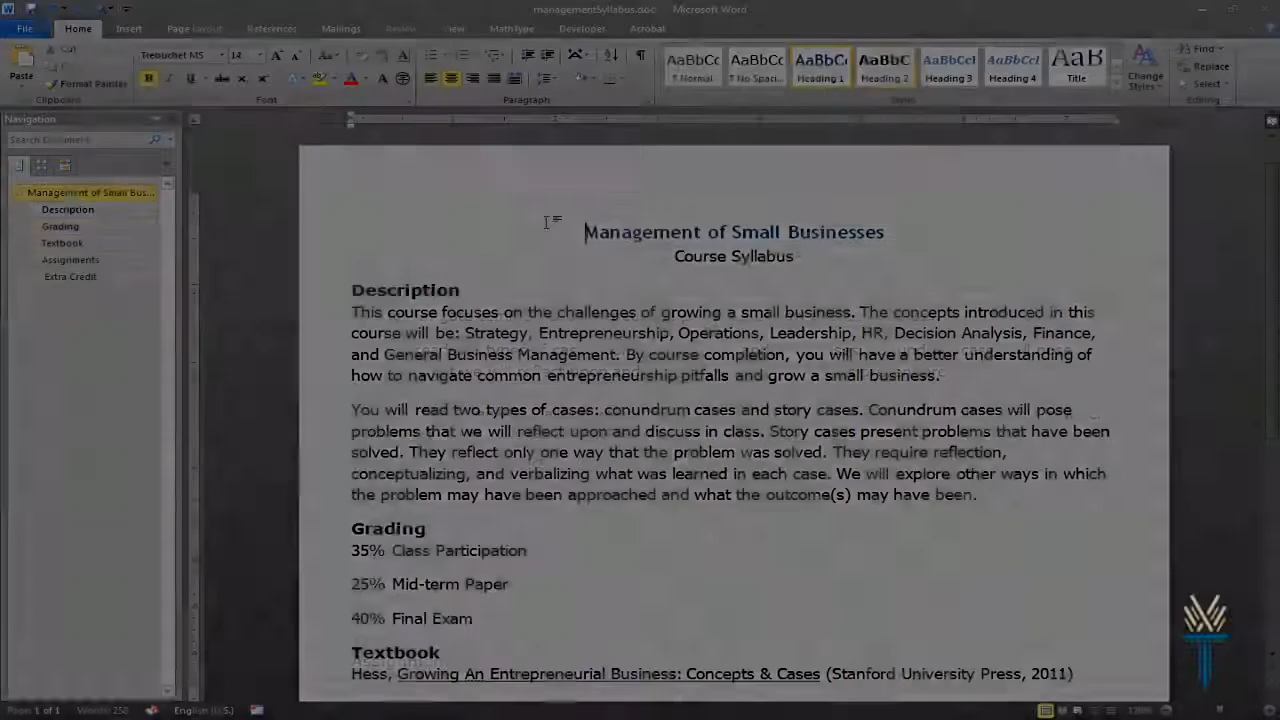 managementSyllabus.doc - Microsoft Word
File Home Insert Page Layout References Mailings Review View MathType Developer Acrobat
Paste Cut Format Painter Clipboard
Trebuchet MS 14 Font
Paragraph
AaBbCc ¶ Normal AaBbCc ¶ No Spaci... AaBbC Heading 1 AaBbC Heading 2 AaBbCcI Heading 3 AaBbCcI Heading 4 AaB Title
Change Styles Styles
Find Replace Select Editing
Navigation
Search Document
Management of Small Bus...
Description
Grading
Textbook
Assignments
Extra Credit
Management of Small Businesses
Course Syllabus
Description
This course focuses on the challenges of growing a small business. The concepts introduced in this
course will be: Strategy, Entrepreneurship, Operations, Leadership, HR, Decision Analysis, Finance,
and General Business Management. By course completion, you will have a better understanding of
how to navigate common entrepreneurship pitfalls and grow a small business.
You will read two types of cases: conundrum cases and story cases. Conundrum cases will pose
problems that we will reflect upon and discuss in class. Story cases present problems that have been
solved. They reflect only one way that the problem was solved. They require reflection,
conceptualizing, and verbalizing what was learned in each case. We will explore other ways in which
the problem may have been approached and what the outcome(s) may have been.
Grading
35% Class Participation
25% Mid-term Paper
40% Final Exam
Textbook
Hess, Growing An Entrepreneurial Business: Concepts & Cases (Stanford University Press, 2011)
Page: 1 of 1 Words: 258 English (U.S.)